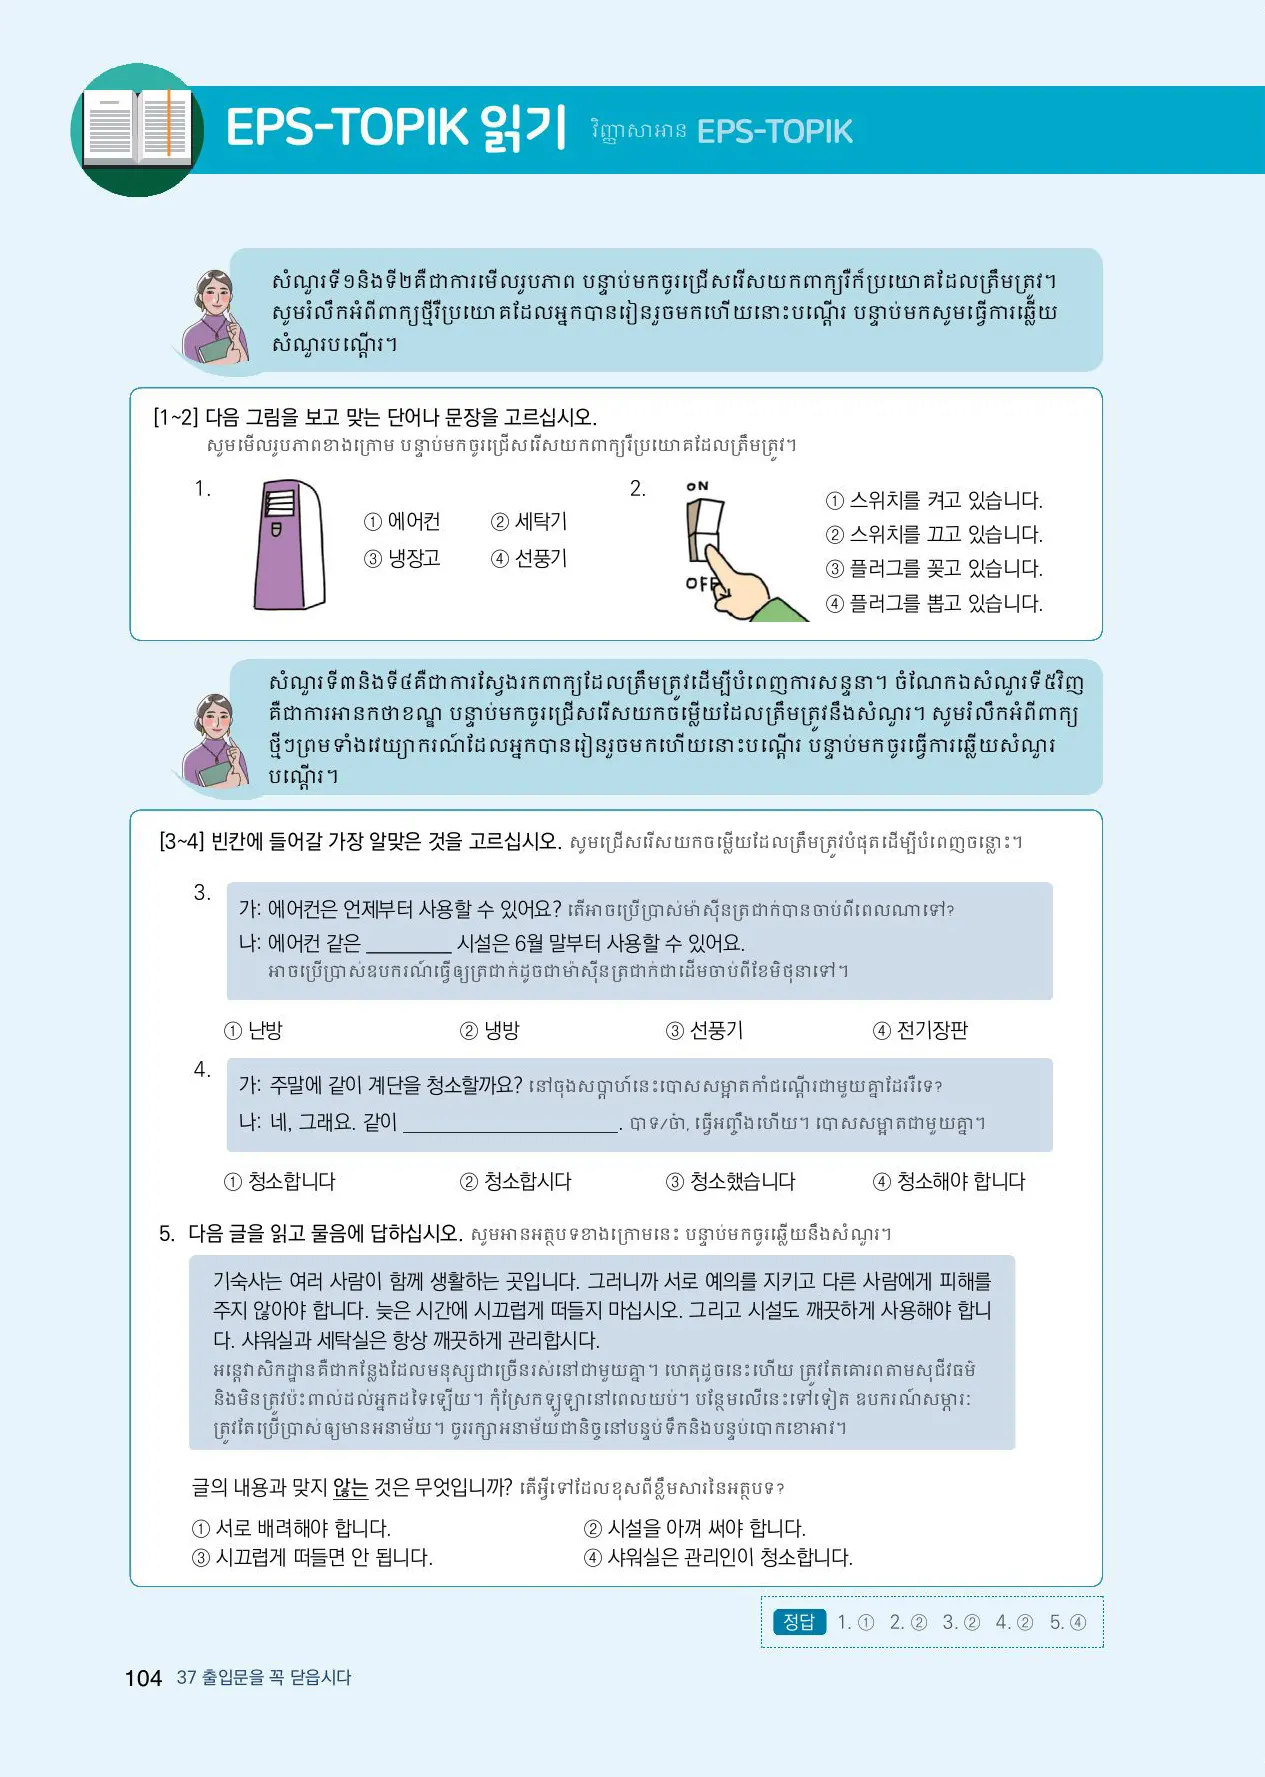 EPS-TOPIK 읽기 វិញ្ញាសាអាន EPS-TOPIK
សំណួរទី១និងទី២គឺជាការមើលរូបភាព បន្ទាប់មកចូរជ្រើសរើសយកពាក្យរឺក៏ប្រយោគដែលត្រឹមត្រូវ។
សូមរំលឹកអំពីពាក្យថ្មីរឺប្រយោគដែលអ្នកបានរៀនរួចមកហើយនោះបណ្ដើរ បន្ទាប់មកសូមធ្វើការឆ្លើយ
សំណួរបណ្ដើរ។
[1~2] 다음 그림을 보고 맞는 단어나 문장을 고르십시오.
សូមមើលរូបភាពខាងក្រោម បន្ទាប់មកចូរជ្រើសរើសយកពាក្យរឺប្រយោគដែលត្រឹមត្រូវ។
1.
① 에어컨 ② 세탁기
③ 냉장고 ④ 선풍기
2.
ON
OFF
① 스위치를 켜고 있습니다.
② 스위치를 끄고 있습니다.
③ 플러그를 꽂고 있습니다.
④ 플러그를 뽑고 있습니다.
សំណួរទី៣និងទី៤គឺជាការស្វែងរកពាក្យដែលត្រឹមត្រូវដើម្បីបំពេញការសន្ទនា។ ចំណែកឯសំណួរទី៥វិញ
គឺជាការអានកថាខណ្ឌ បន្ទាប់មកចូរជ្រើសរើសយកចម្លើយដែលត្រឹមត្រូវនឹងសំណួរ។ សូមរំលឹកអំពីពាក្យ
ថ្មីៗព្រមទាំងវេយ្យាករណ៍ដែលអ្នកបានរៀនរួចមកហើយនោះបណ្ដើរ បន្ទាប់មកចូរធ្វើការឆ្លើយសំណួរ
បណ្ដើរ។
[3~4] 빈칸에 들어갈 가장 알맞은 것을 고르십시오. សូមជ្រើសរើសយកចម្លើយដែលត្រឹមត្រូវបំផុតដើម្បីបំពេញចន្លោះ។
3.
가: 에어컨은 언제부터 사용할 수 있어요? តើអាចប្រើប្រាស់ម៉ាស៊ីនត្រជាក់បានចាប់ពីពេលណាទៅ?
나: 에어컨 같은 ________ 시설은 6월 말부터 사용할 수 있어요.
អាចប្រើប្រាស់ឧបករណ៍ធ្វើឲ្យត្រជាក់ដូចជាម៉ាស៊ីនត្រជាក់ជាដើមចាប់ពីខែមិថុនាទៅ។
① 난방 ② 냉방 ③ 선풍기 ④ 전기장판
4.
가: 주말에 같이 계단을 청소할까요? នៅចុងសប្ដាហ៍នេះបោសសម្អាតកាំជណ្ដើរជាមួយគ្នាដែររឺទេ?
나: 네, 그래요. 같이 ____________________. បាទ/ចា៎, ធ្វើអញ្ចឹងហើយ។ បោសសម្អាតជាមួយគ្នា។
① 청소합니다 ② 청소합시다 ③ 청소했습니다 ④ 청소해야 합니다
5. 다음 글을 읽고 물음에 답하십시오. សូមអានអត្ថបទខាងក្រោមនេះ បន្ទាប់មកចូរឆ្លើយនឹងសំណួរ។
기숙사는 여러 사람이 함께 생활하는 곳입니다. 그러니까 서로 예의를 지키고 다른 사람에게 피해를
주지 않아야 합니다. 늦은 시간에 시끄럽게 떠들지 마십시오. 그리고 시설도 깨끗하게 사용해야 합니
다. 샤워실과 세탁실은 항상 깨끗하게 관리합시다.
អន្តេវាសិកដ្ឋានគឺជាកន្លែងដែលមនុស្សជាច្រើនរស់នៅជាមួយគ្នា។ ហេតុដូចនេះហើយ ត្រូវតែគោរពតាមសុជីវធម៌
និងមិនត្រូវប៉ះពាល់ដល់អ្នកដទៃឡើយ។ កុំស្រែកឡូឡានៅពេលយប់។ បន្ថែមលើនេះទៅទៀត ឧបករណ៍សម្ភារៈ
ត្រូវតែប្រើប្រាស់ឲ្យមានអនាម័យ។ ចូររក្សាអនាម័យជានិច្ចនៅបន្ទប់ទឹកនិងបន្ទប់បោកខោអាវ។
글의 내용과 맞지 않는 것은 무엇입니까? តើអ្វីទៅដែលខុសពីខ្លឹមសារនៃអត្ថបទ?
① 서로 배려해야 합니다. ② 시설을 아껴 써야 합니다.
③ 시끄럽게 떠들면 안 됩니다. ④ 샤워실은 관리인이 청소합니다.
정답 1. ① 2. ② 3. ② 4. ② 5. ④
104 37 출입문을 꼭 닫읍시다